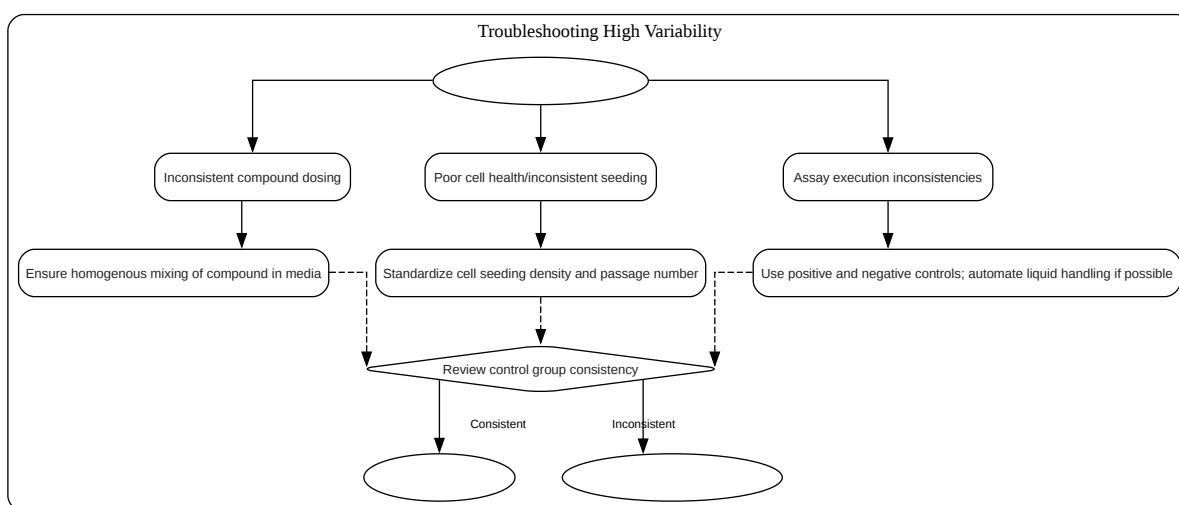 Troubleshooting High Variability
Inconsistent compound dosing
Poor cell health/inconsistent seeding
Assay execution inconsistencies
Ensure homogenous mixing of compound in media
Standardize cell seeding density and passage number
Use positive and negative controls; automate liquid handling if possible
Review control group consistency
Consistent
Inconsistent